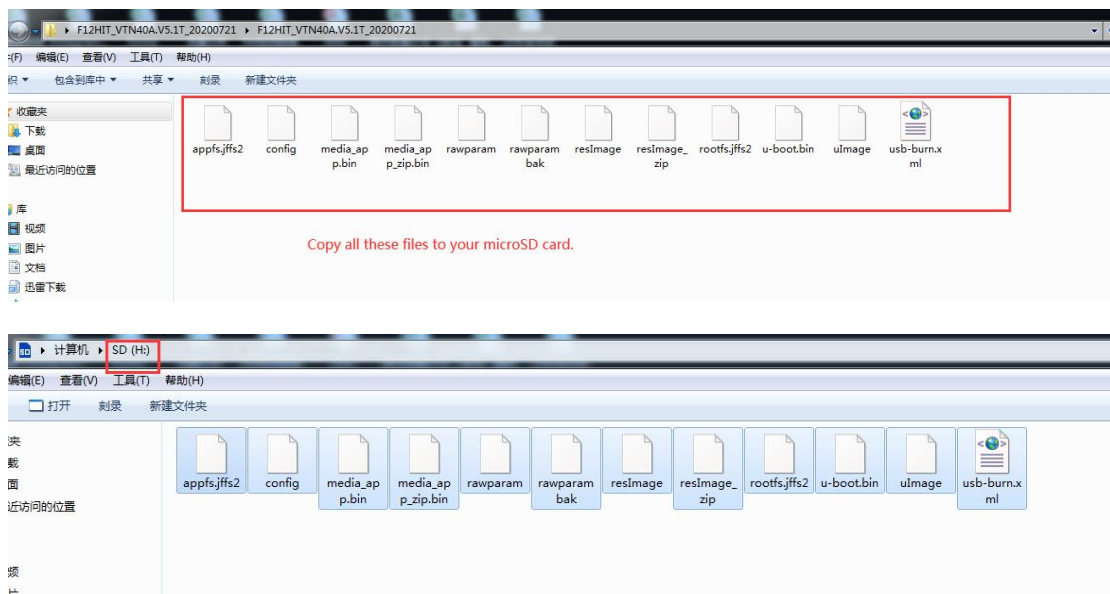 F12HIT_VTN40A.V5.1T_20200721 F12HIT_VTN40A.V5.1T_20200721
(F) 编辑(E) 查看(V) 工具(T) 帮助(H)
包含到库中 共享 刻录 新建文件夹
收藏夹
下载
桌面
最近访问的位置
库
视频
图片
文档
迅雷下载
appfs.jffs2 config media_ap rawparam media_ap rawparam resImage resImage_ rootfs.jffs2 u-boot.bin uImage usb-burn.x
p.bin p_zip.bin bak zip ml
Copy all these files to your microSD card.
SD 计算机 SD (H:)
编辑(E) 查看(V) 工具(T) 帮助(H)
打开 刻录 新建文件夹
夹
载
面
近访问的位置
频
片
appfs.jffs2 config media_ap media_ap rawparam rawparam resImage resImage_ rootfs.jffs2 u-boot.bin uImage usb-burn.x
p.bin p_zip.bin bak zip ml